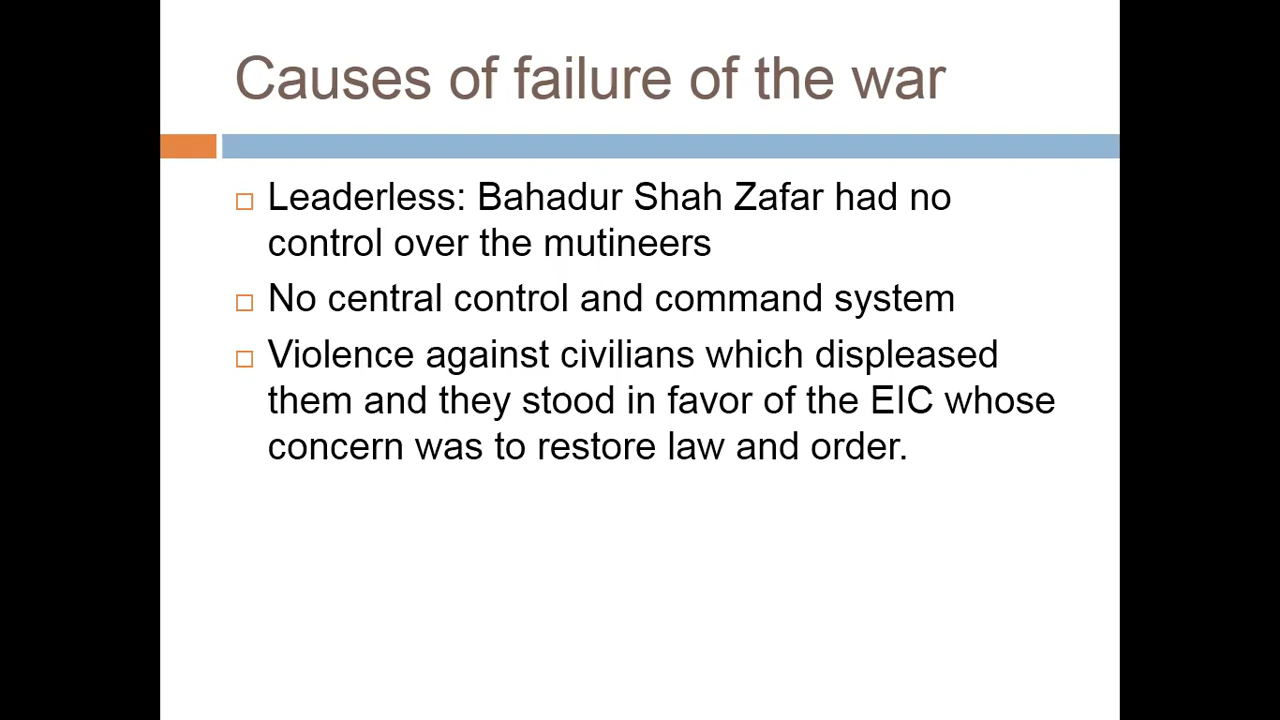 Causes of failure of the war
Leaderless: Bahadur Shah Zafar had no
control over the mutineers
No central control and command system
Violence against civilians which displeased
them and they stood in favor of the EIC whose
concern was to restore law and order.